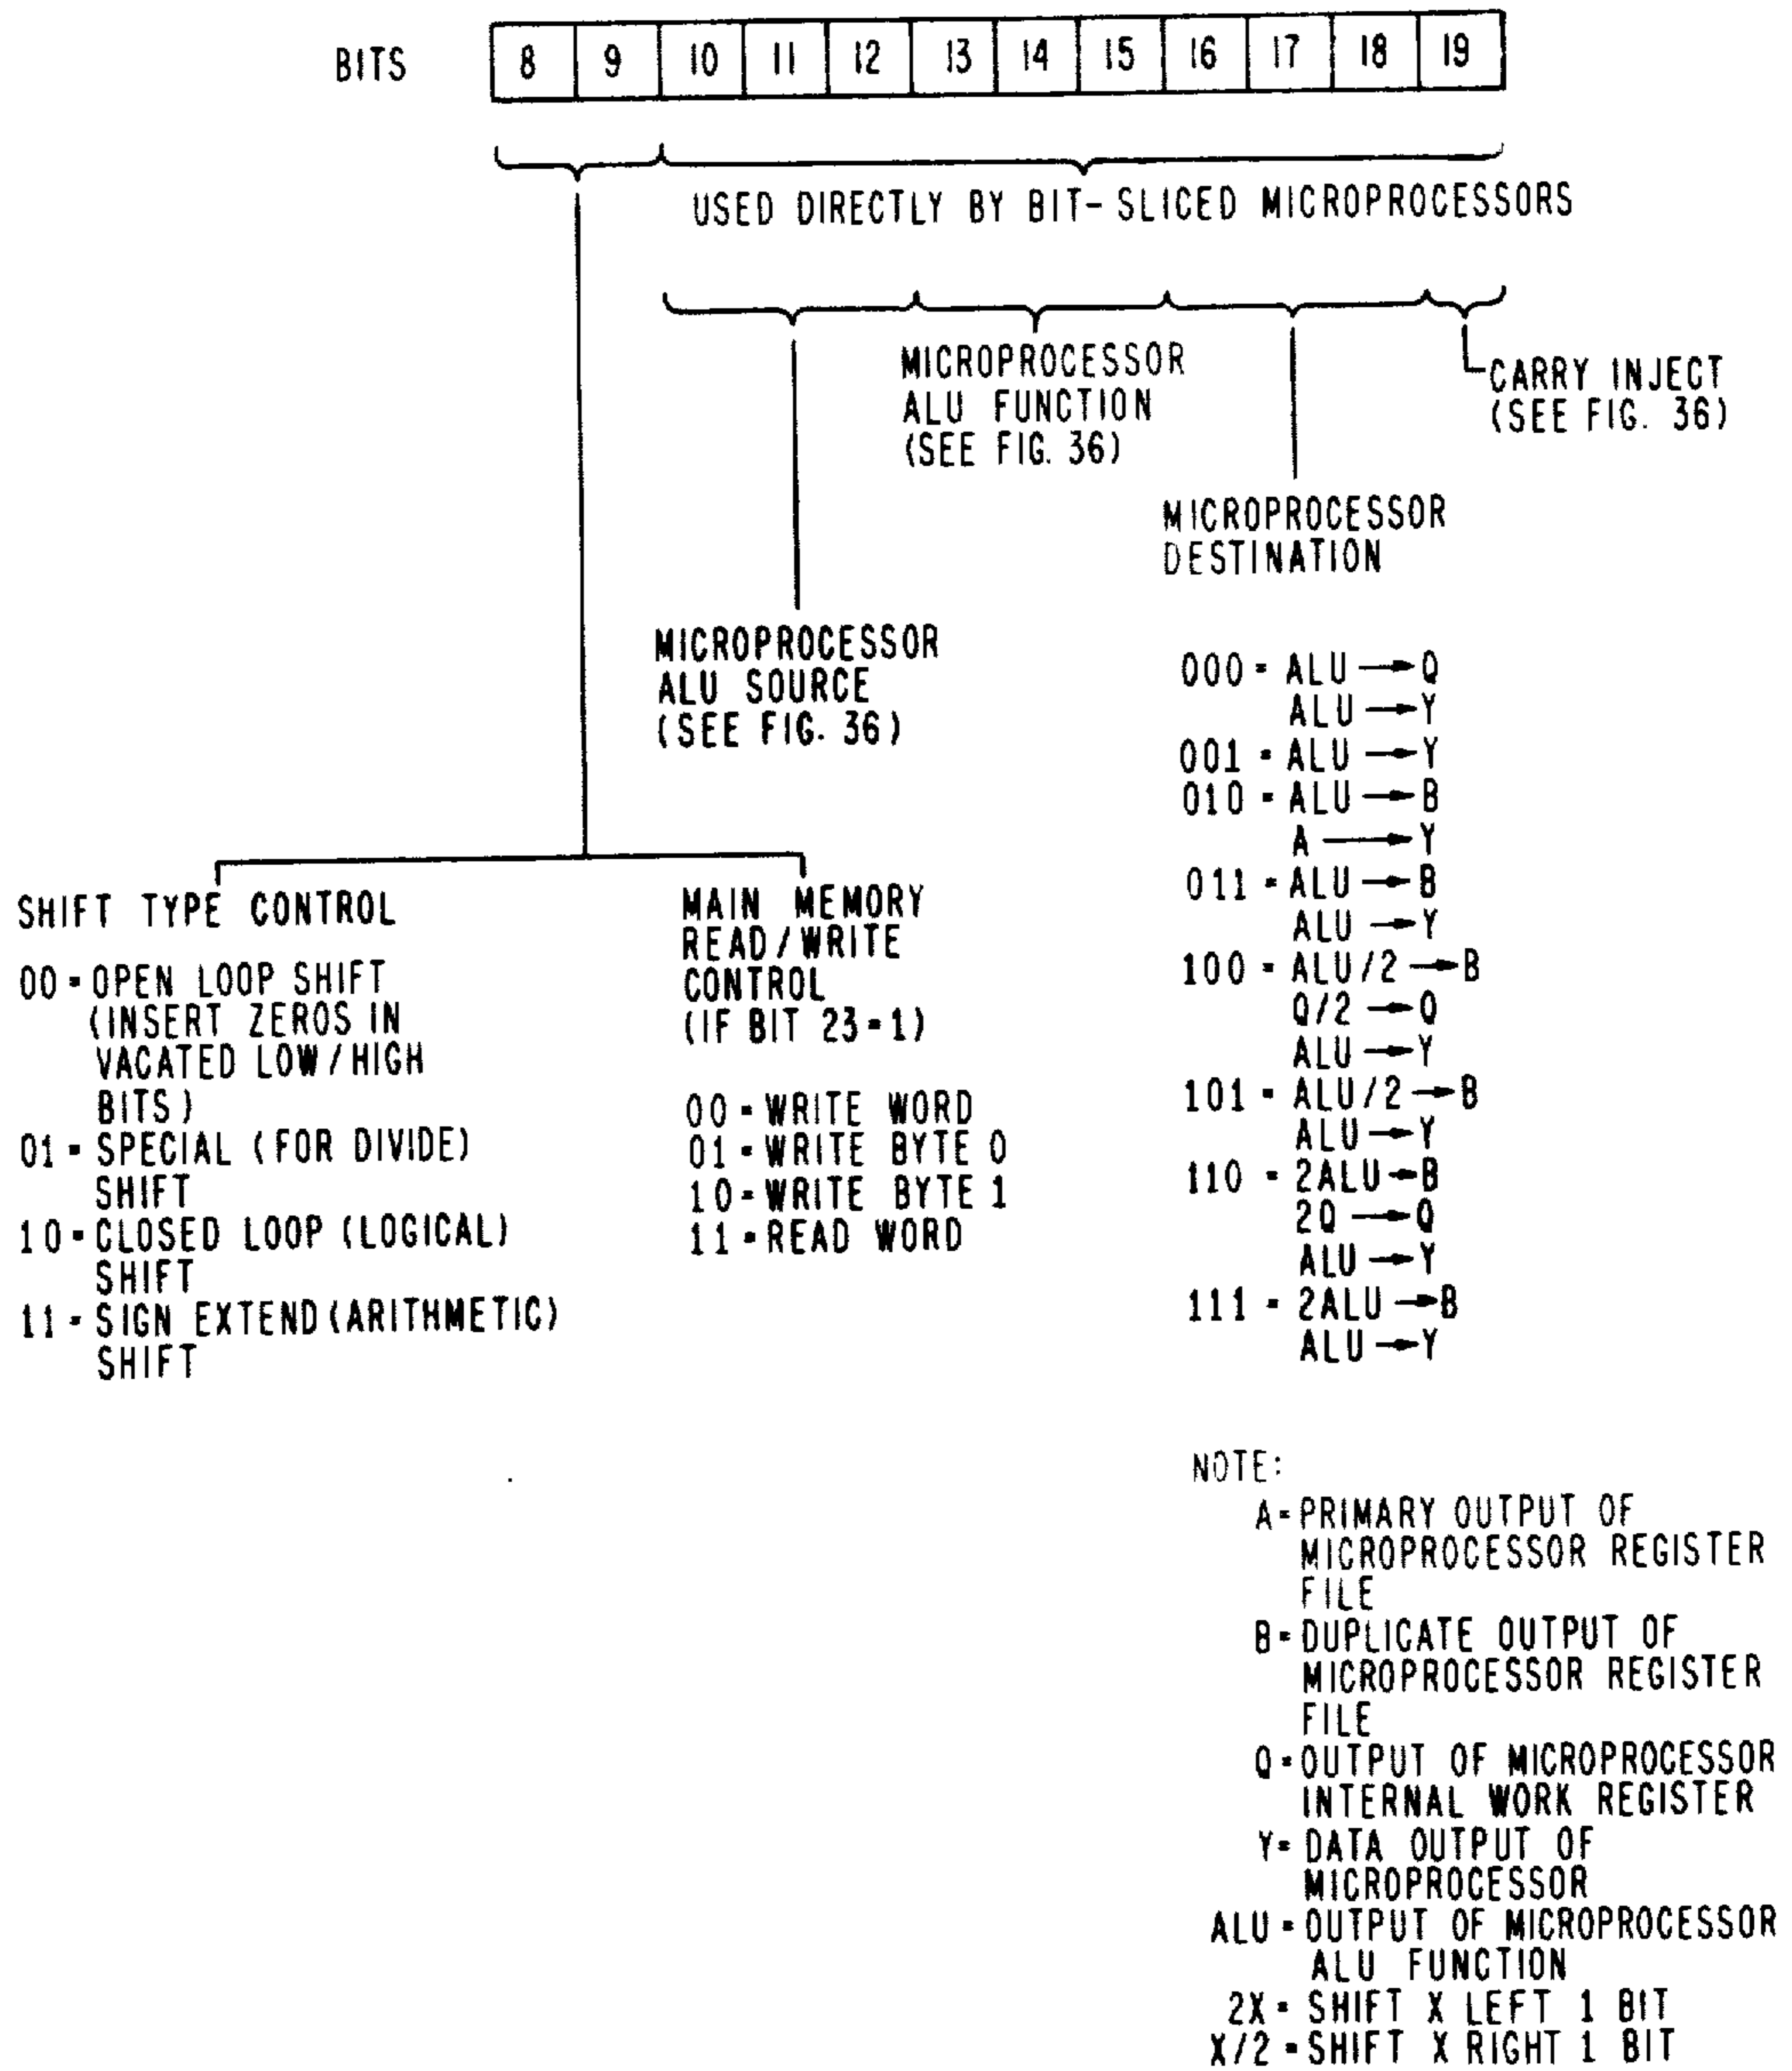 BITS 8 9 10 11 12 13 14 15 16 17 18 19
USED DIRECTLY BY BIT-SLICED MICROPROCESSORS
MICROPROCESSOR
ALU FUNCTION
(SEE FIG. 36)
CARRY INJECT
(SEE FIG. 36)
MICROPROCESSOR
DESTINATION
MICROPROCESSOR
ALU SOURCE
(SEE FIG. 36)
000 = ALU → Q
ALU → Y
001 = ALU → Y
010 = ALU → B
A → Y
011 = ALU → B
ALU → Y
100 = ALU/2 → B
Q/2 → Q
ALU → Y
101 = ALU/2 → B
ALU → Y
110 = 2ALU → B
2Q → Q
ALU → Y
111 = 2ALU → B
ALU → Y
SHIFT TYPE CONTROL
00 = OPEN LOOP SHIFT
(INSERT ZEROS IN
VACATED LOW/HIGH
BITS)
01 = SPECIAL (FOR DIVIDE)
SHIFT
10 = CLOSED LOOP (LOGICAL)
SHIFT
11 = SIGN EXTEND (ARITHMETIC)
SHIFT
MAIN MEMORY
READ/WRITE
CONTROL
(IF BIT 23=1)
00 = WRITE WORD
01 = WRITE BYTE 0
10 = WRITE BYTE 1
11 = READ WORD
NOTE:
A = PRIMARY OUTPUT OF
MICROPROCESSOR REGISTER
FILE
B = DUPLICATE OUTPUT OF
MICROPROCESSOR REGISTER
FILE
Q = OUTPUT OF MICROPROCESSOR
INTERNAL WORK REGISTER
Y = DATA OUTPUT OF
MICROPROCESSOR
ALU = OUTPUT OF MICROPROCESSOR
ALU FUNCTION
2X = SHIFT X LEFT 1 BIT
X/2 = SHIFT X RIGHT 1 BIT